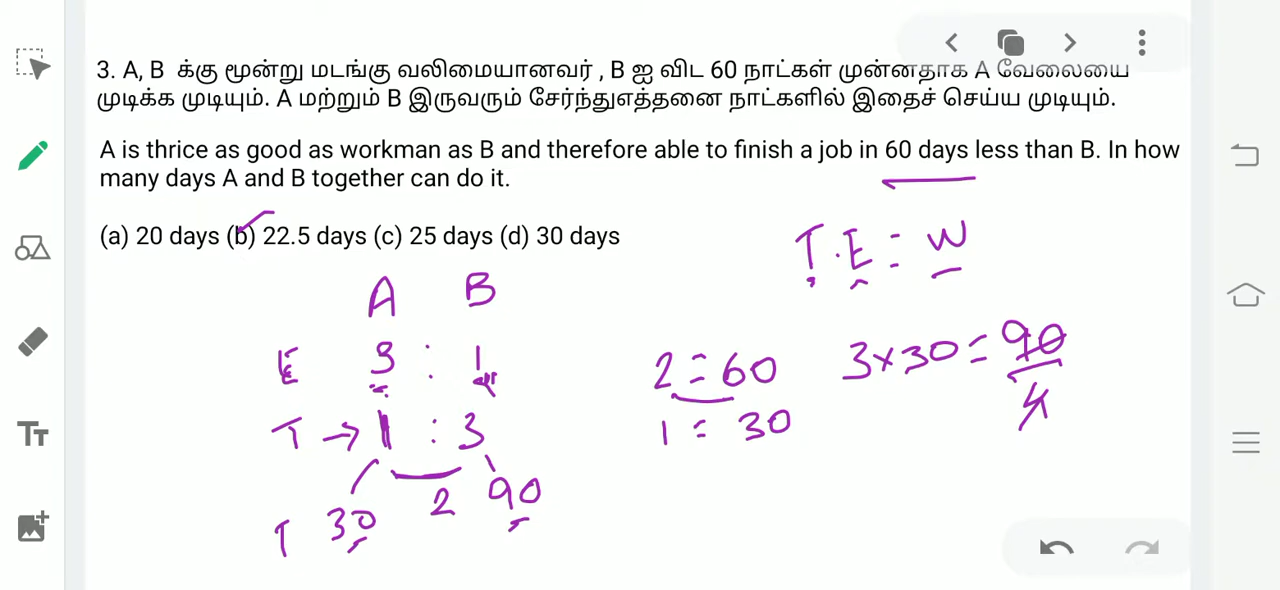 3. A, B க்கு மூன்று மடங்கு வலிமையானவர் , B ஐ விட 60 நாட்கள் முன்னதாக A வேலையை
முடிக்க முடியும். A மற்றும் B இருவரும் சேர்ந்துஎத்தனை நாட்களில் இதைச் செய்ய முடியும்.
A is thrice as good as workman as B and therefore able to finish a job in 60 days less than B. In how
many days A and B together can do it.
(a) 20 days (b) 22.5 days (c) 25 days (d) 30 days
T . E = W
A B
E 3 : 1
2 = 60 3 x 30 = 90
4
T → 1 : 3
1 = 30
2 90
T 30
Tт